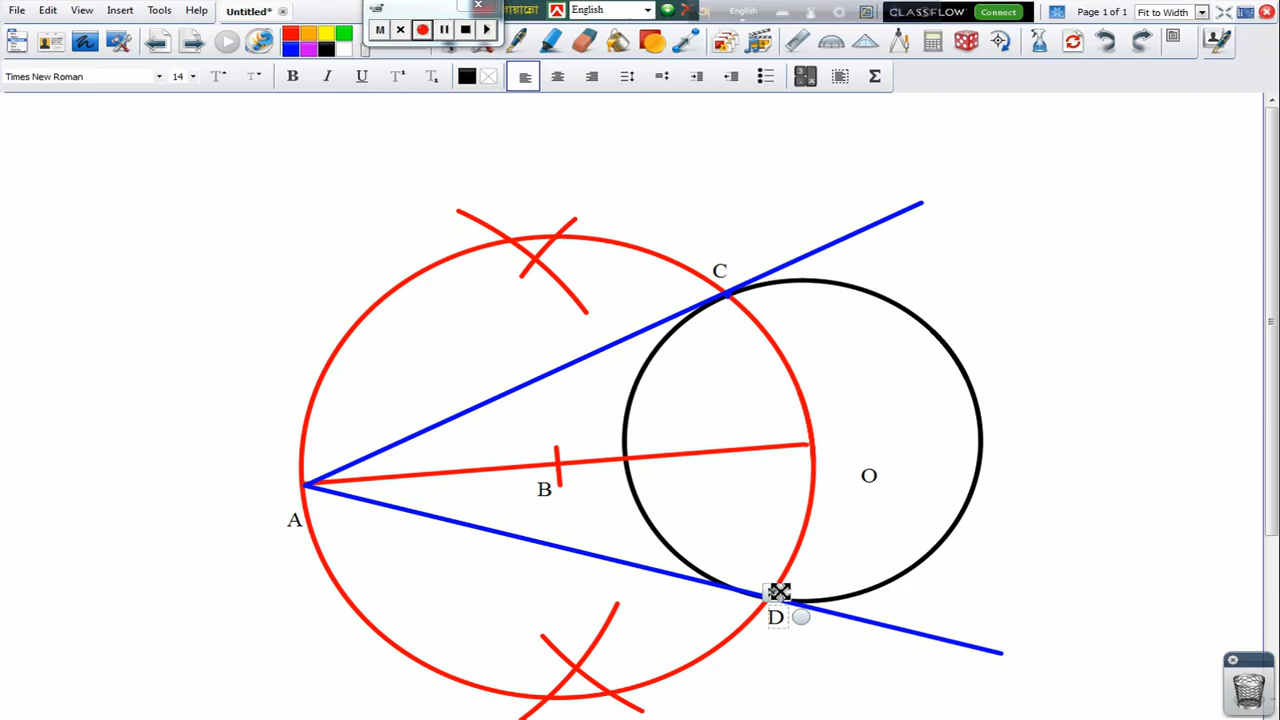 File Edit View Insert Tools Help Untitled* English CLASSFLOW Connect Page 1 of 1 Fit to Width
M
English
Times New Roman 14 B I U T T Σ
C
B
O
A
D